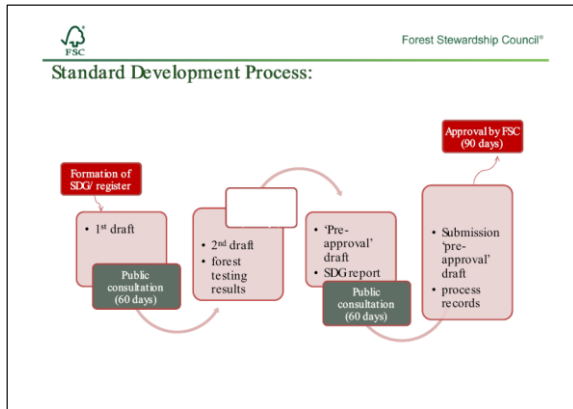 FSC
Forest Stewardship Council®
Standard Development Process:
Approval by FSC
(90 days)
Formation of
SDG/ register
• 1st draft
Public
consultation
(60 days)
• 2nd draft
• forest
testing
results
• ‘Pre-
approval’
draft
• SDG report
Public
consultation
(60 days)
• Submission
‘pre-
approval’
draft
• process
records